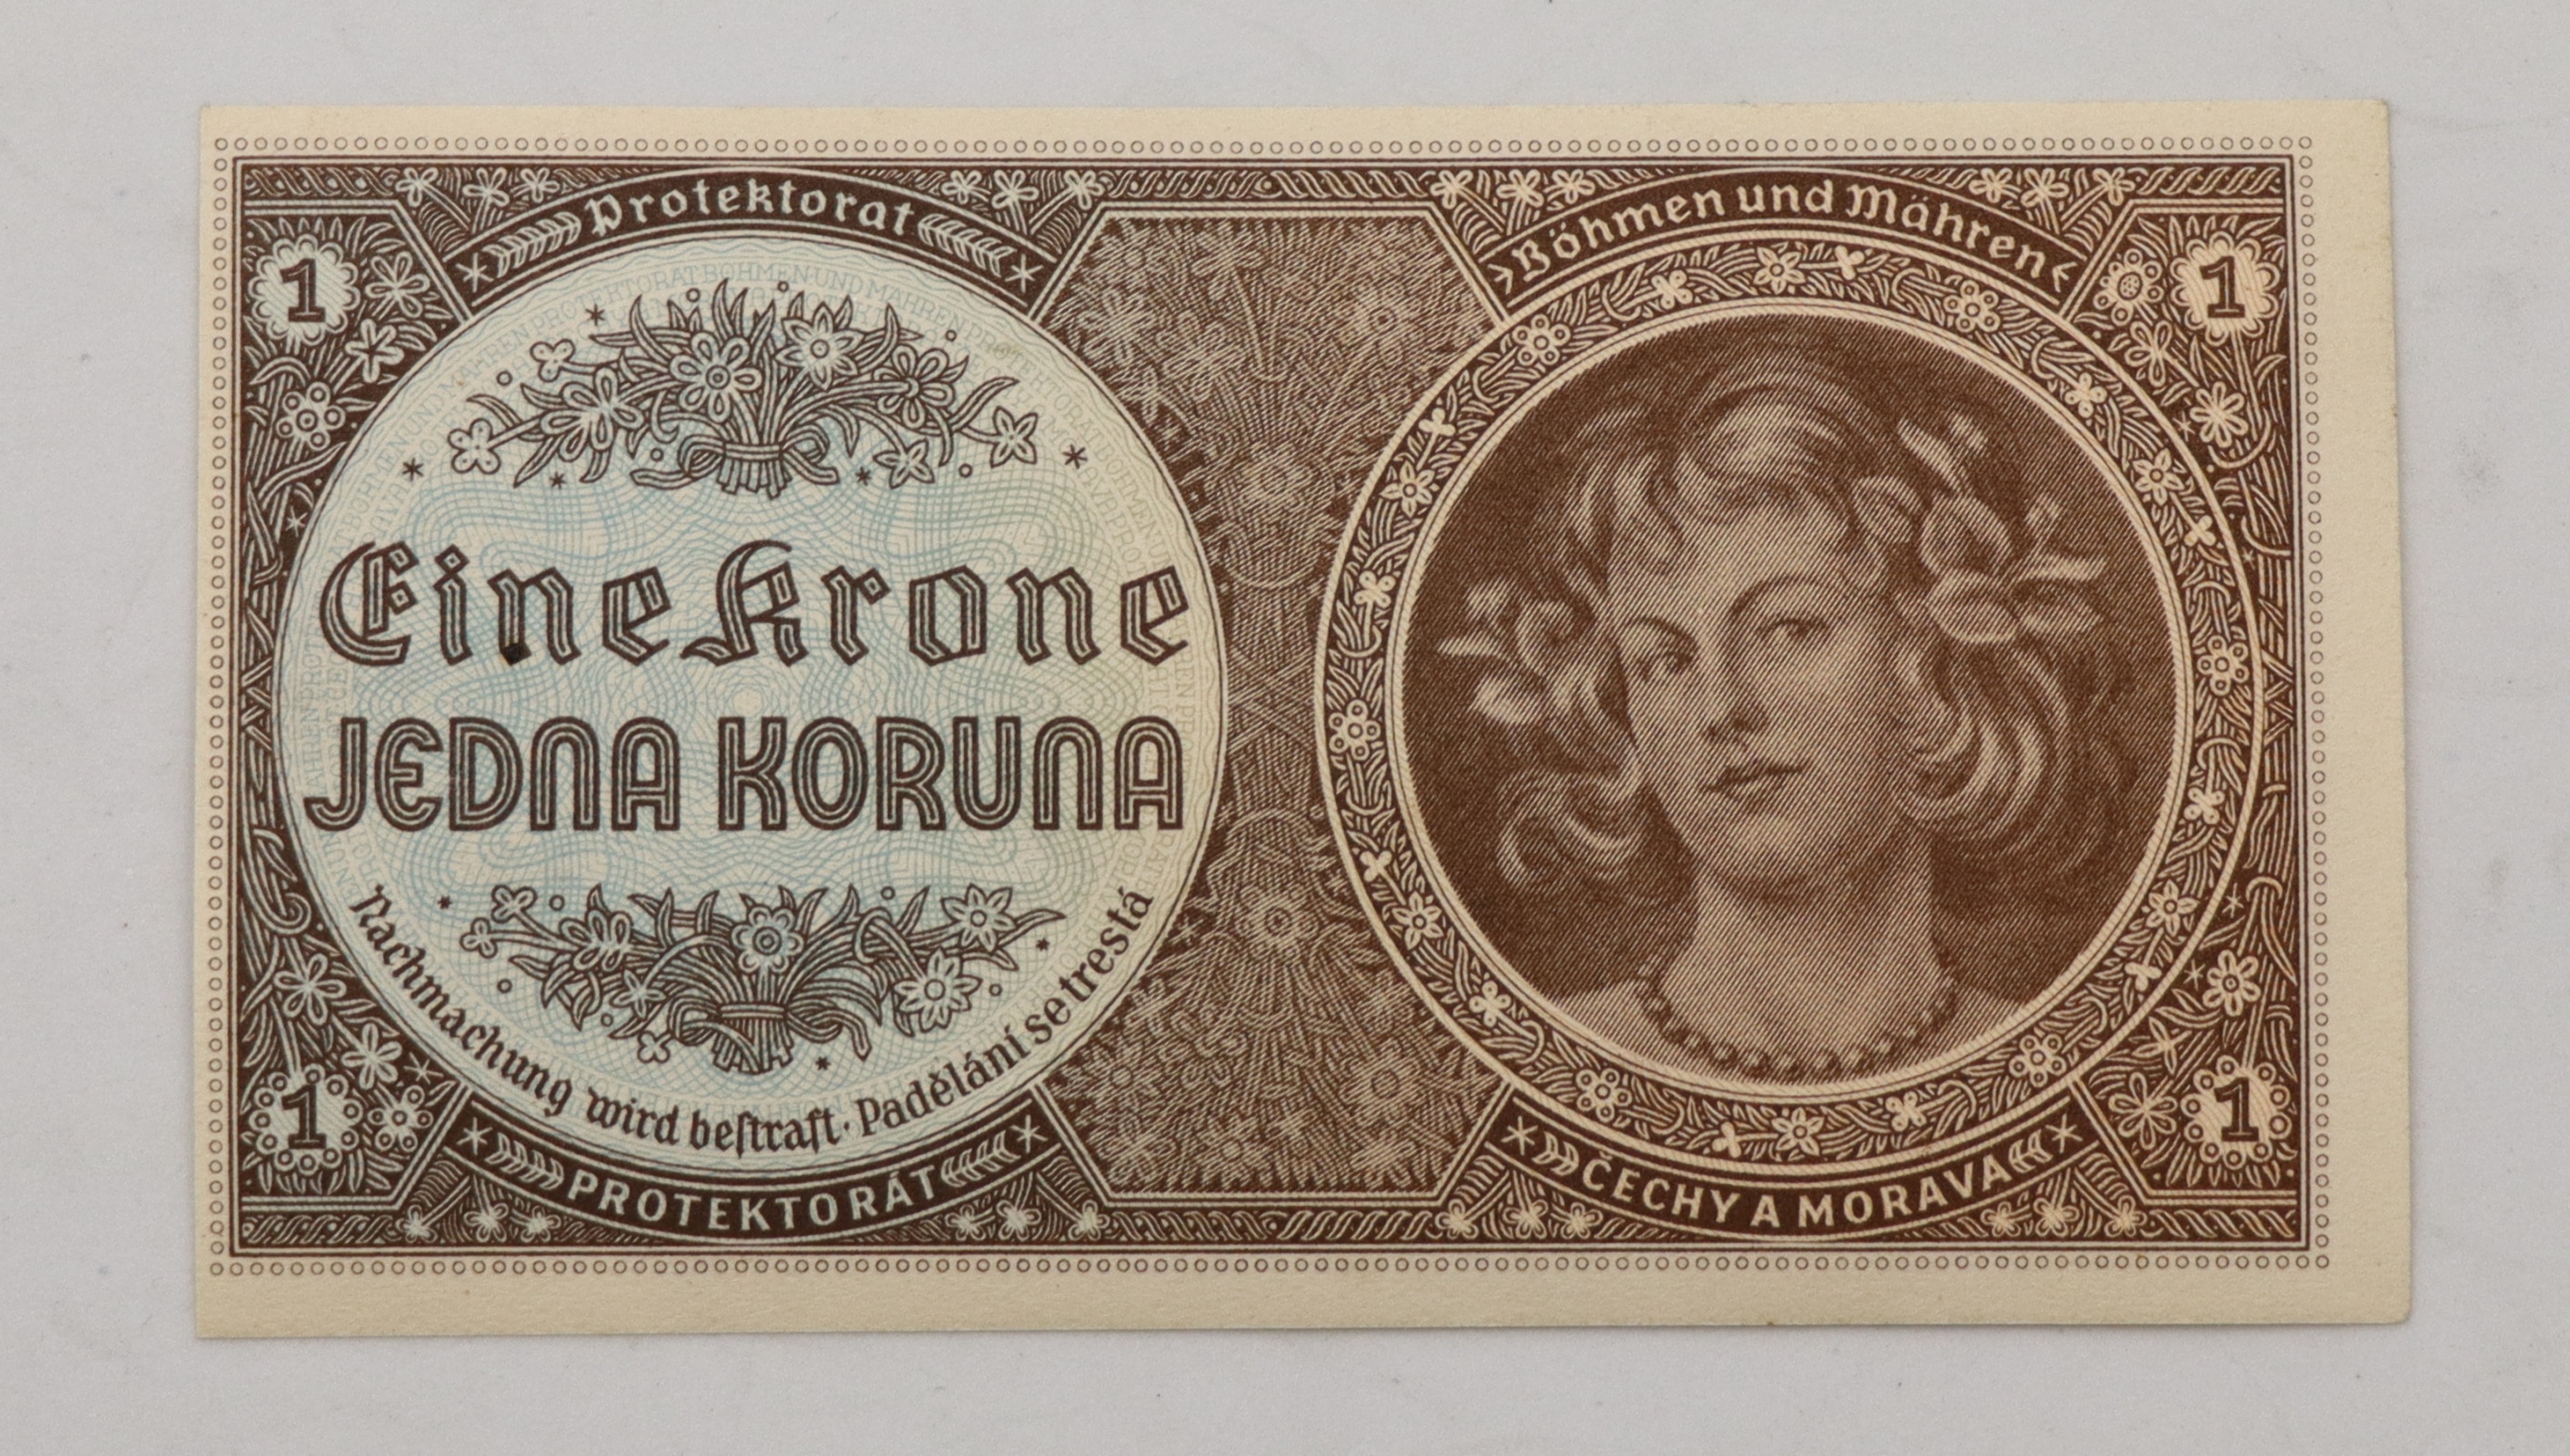 Protektorat
Böhmen und Mähren
1
1
Eine Krone
JEDNA KORUNA
Nachmachung wird beſtraft · Padělání se trestá
1
1
PROTEKTORÁT
ČECHY A MORAVA